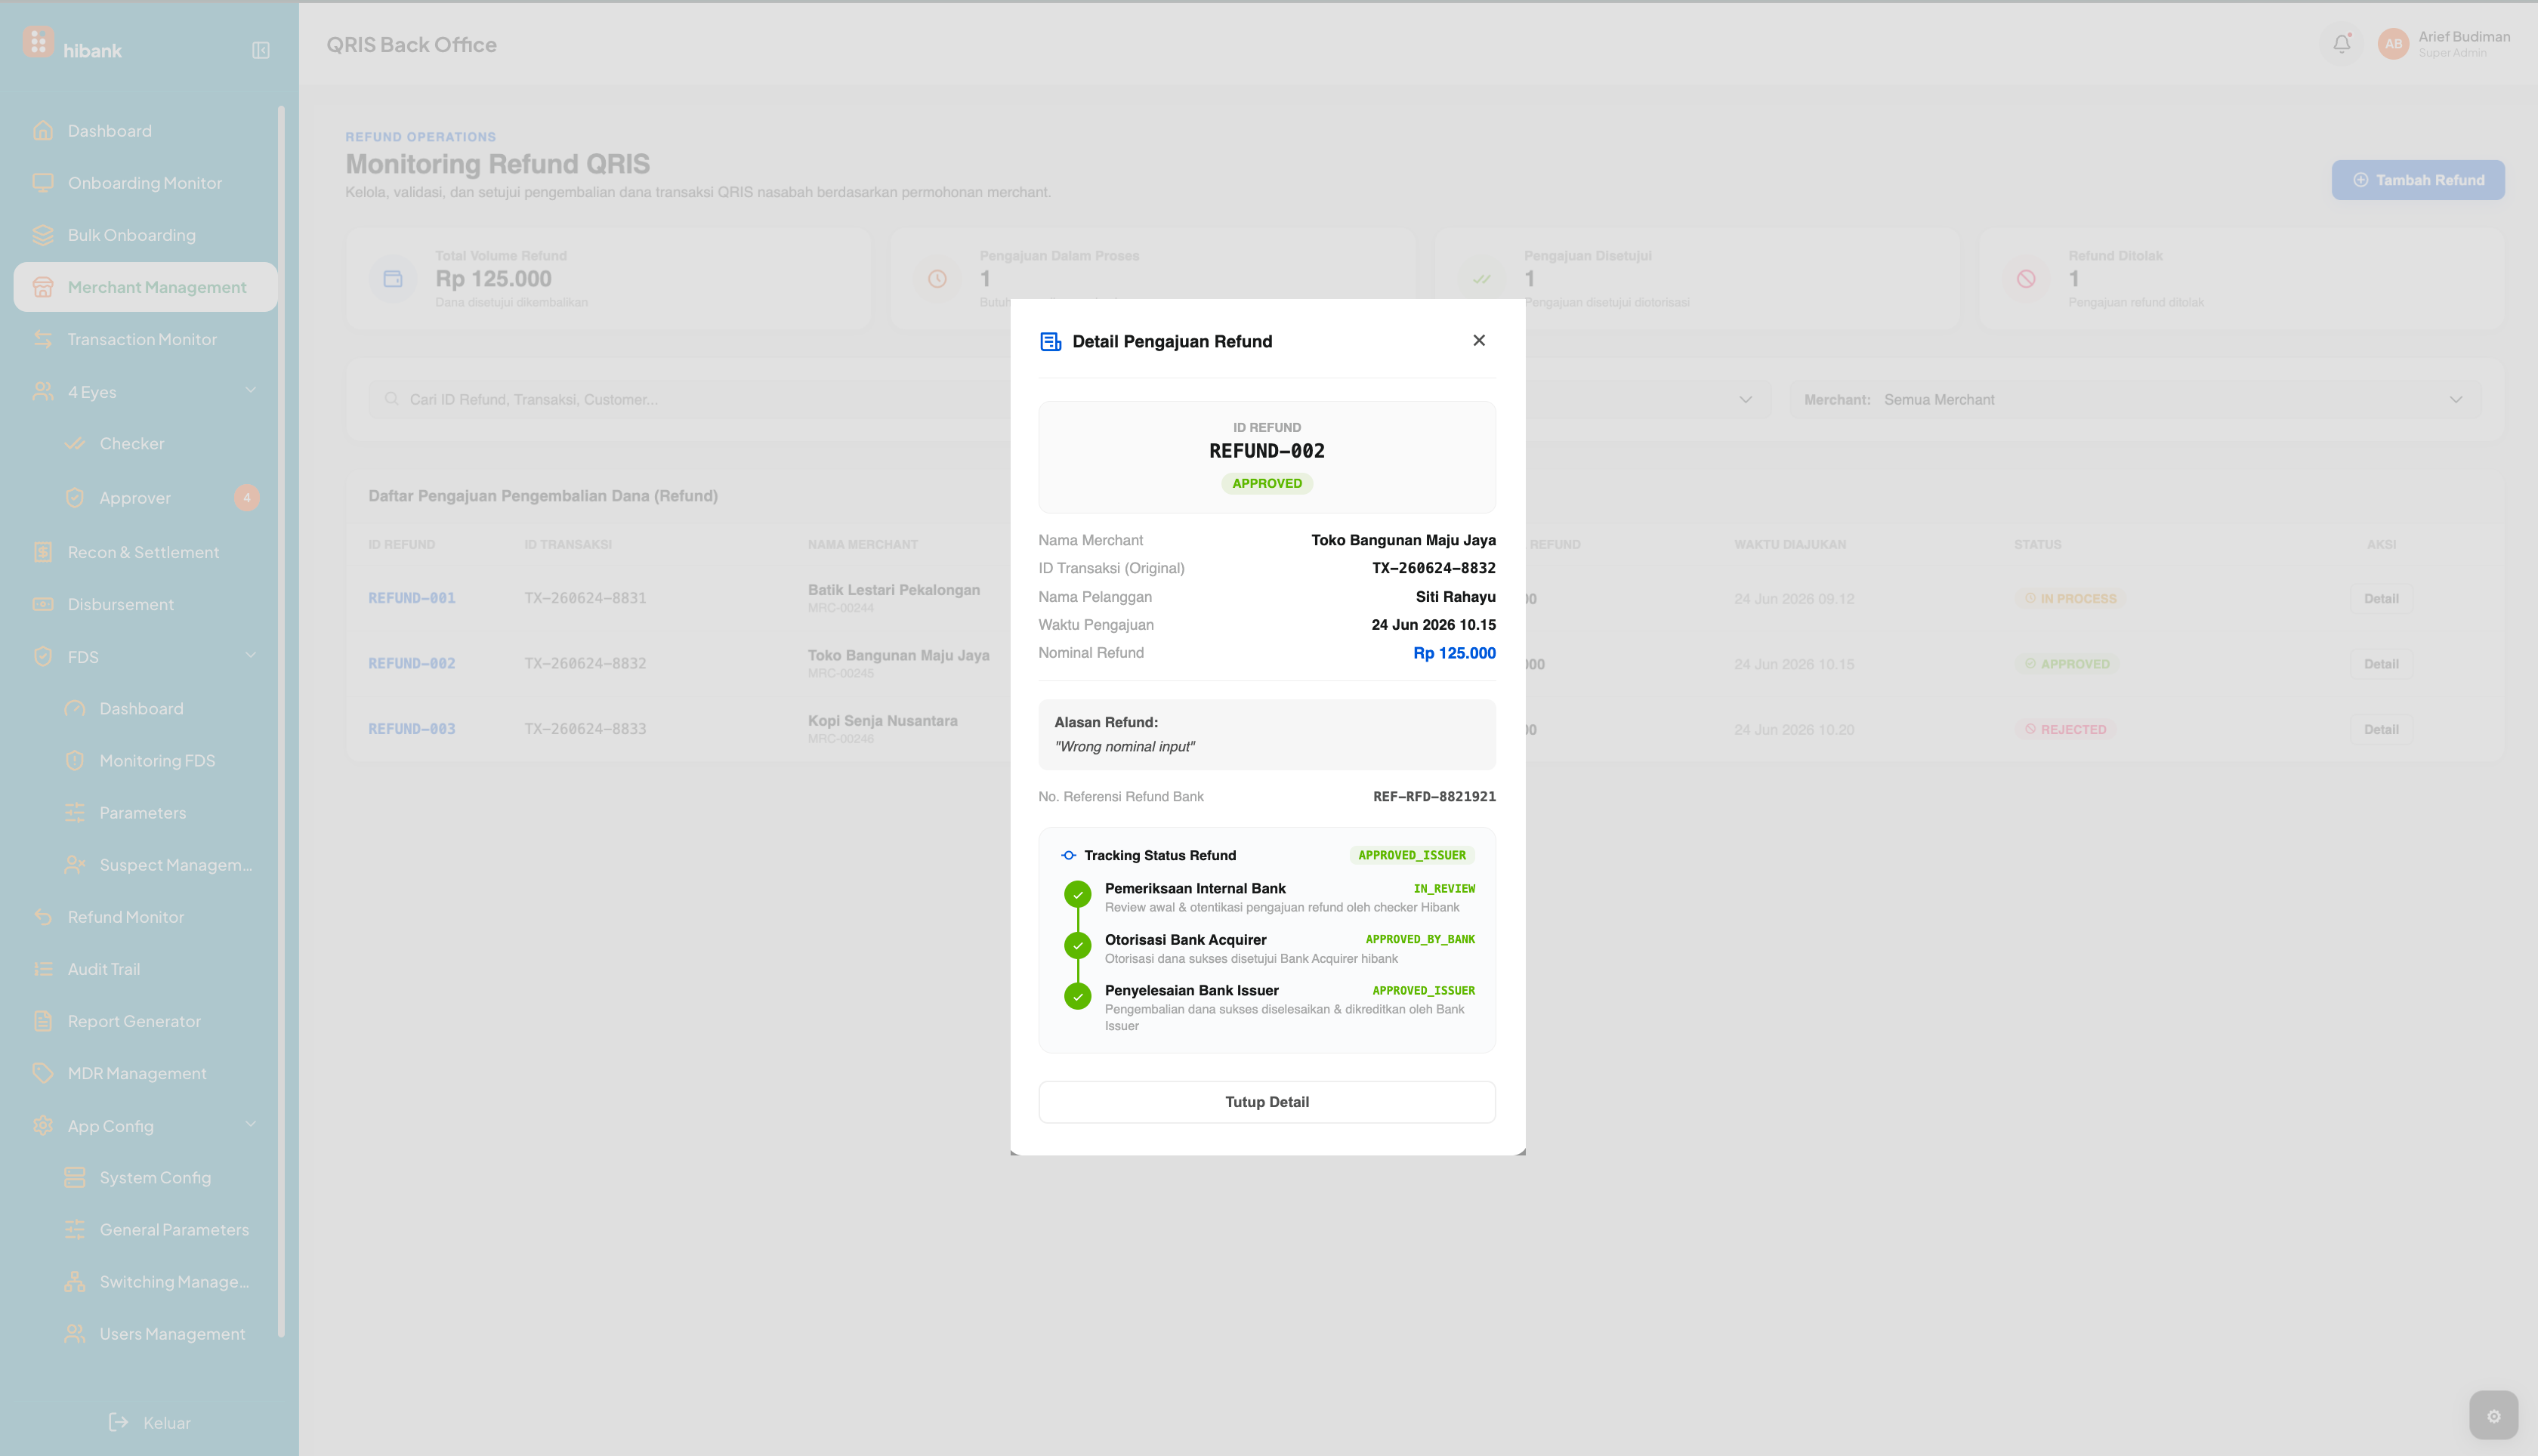 hibank
QRIS Back Office
AB
Arief Budiman
Super Admin
Dashboard
Onboarding Monitor
Bulk Onboarding
Merchant Management
Transaction Monitor
4 Eyes
Checker
Approver
4
Recon & Settlement
Disbursement
FDS
Dashboard
Monitoring FDS
Parameters
Suspect Managem...
Refund Monitor
Audit Trail
Report Generator
MDR Management
App Config
System Config
General Parameters
Switching Manage...
Users Management
Keluar
REFUND OPERATIONS
Monitoring Refund QRIS
Kelola, validasi, dan setujui pengembalian dana transaksi QRIS nasabah berdasarkan permohonan merchant.
Tambah Refund
Total Volume Refund
Rp 125.000
Dana disetujui dikembalikan
Pengajuan Dalam Proses
1
Pengajuan Disetujui
1
Pengajuan disetujui diotorisasi
Refund Ditolak
1
Pengajuan refund ditolak
Cari ID Refund, Transaksi, Customer...
Merchant: Semua Merchant
Daftar Pengajuan Pengembalian Dana (Refund)
ID REFUND ID TRANSAKSI NAMA MERCHANT REFUND WAKTU DIAJUKAN STATUS AKSI
REFUND-001 TX-260624-8831 Batik Lestari Pekalongan 24 Jun 2026 09.12 IN PROCESS Detail
MRC-00244
REFUND-002 TX-260624-8832 Toko Bangunan Maju Jaya 24 Jun 2026 10.15 APPROVED Detail
MRC-00245
REFUND-003 TX-260624-8833 Kopi Senja Nusantara 24 Jun 2026 10.20 REJECTED Detail
MRC-00246
Detail Pengajuan Refund
ID REFUND
REFUND-002
APPROVED
Nama Merchant Toko Bangunan Maju Jaya
ID Transaksi (Original) TX-260624-8832
Nama Pelanggan Siti Rahayu
Waktu Pengajuan 24 Jun 2026 10.15
Nominal Refund Rp 125.000
Alasan Refund:
"Wrong nominal input"
No. Referensi Refund Bank REF-RFD-8821921
Tracking Status Refund APPROVED_ISSUER
Pemeriksaan Internal Bank IN_REVIEW
Review awal & otentikasi pengajuan refund oleh checker Hibank
Otorisasi Bank Acquirer APPROVED_BY_BANK
Otorisasi dana sukses disetujui Bank Acquirer hibank
Penyelesaian Bank Issuer APPROVED_ISSUER
Pengembalian dana sukses diselesaikan & dikreditkan oleh Bank
Issuer
Tutup Detail